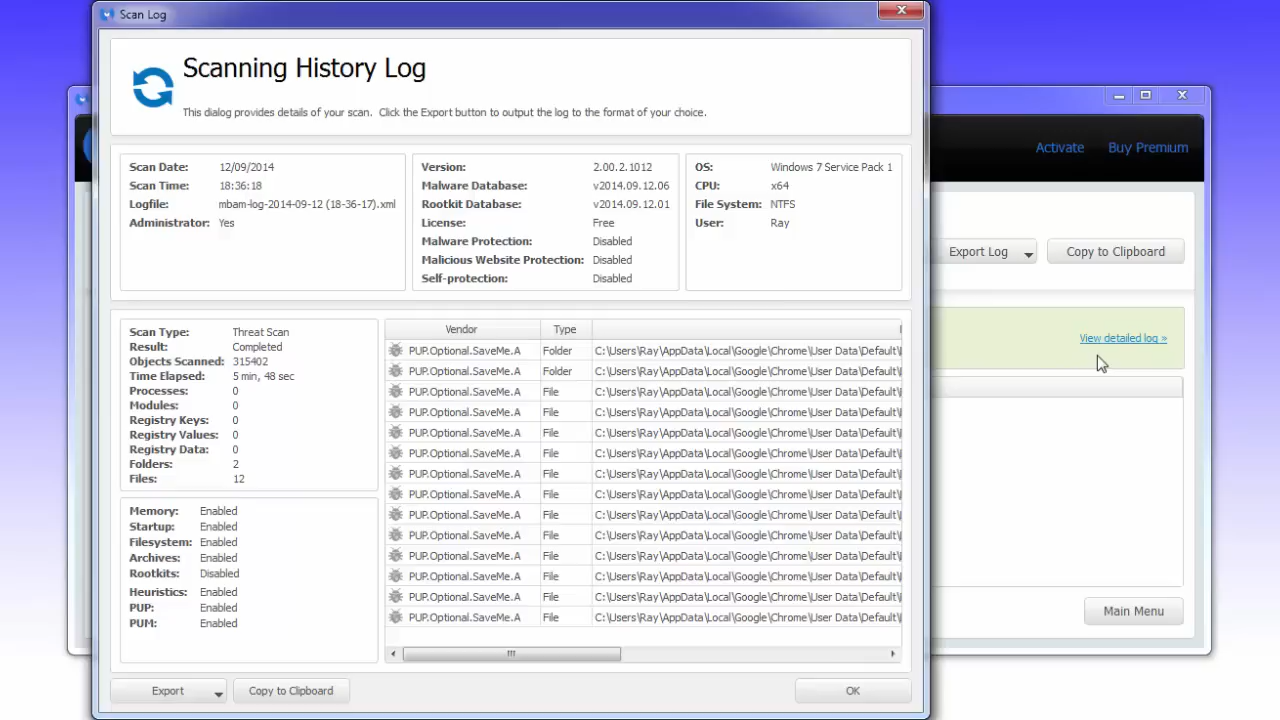 Scan Log
Scanning History Log
This dialog provides details of your scan. Click the Export button to output the log to the format of your choice.
Scan Date: 12/09/2014
Scan Time: 18:36:18
Logfile: mbam-log-2014-09-12 (18-36-17).xml
Administrator: Yes
Version: 2.00.2.1012
Malware Database: v2014.09.12.06
Rootkit Database: v2014.09.12.01
License: Free
Malware Protection: Disabled
Malicious Website Protection: Disabled
Self-protection: Disabled
OS: Windows 7 Service Pack 1
CPU: x64
File System: NTFS
User: Ray
Scan Type: Threat Scan
Result: Completed
Objects Scanned: 315402
Time Elapsed: 5 min, 48 sec
Processes: 0
Modules: 0
Registry Keys: 0
Registry Values: 0
Registry Data: 0
Folders: 2
Files: 12
Memory: Enabled
Startup: Enabled
Filesystem: Enabled
Archives: Enabled
Rootkits: Disabled
Heuristics: Enabled
PUP: Enabled
PUM: Enabled
Vendor Type
PUP.Optional.SaveMe.A Folder C:\Users\Ray\AppData\Local\Google\Chrome\User Data\Default\
PUP.Optional.SaveMe.A Folder C:\Users\Ray\AppData\Local\Google\Chrome\User Data\Default\
PUP.Optional.SaveMe.A File C:\Users\Ray\AppData\Local\Google\Chrome\User Data\Default\
PUP.Optional.SaveMe.A File C:\Users\Ray\AppData\Local\Google\Chrome\User Data\Default\
PUP.Optional.SaveMe.A File C:\Users\Ray\AppData\Local\Google\Chrome\User Data\Default\
PUP.Optional.SaveMe.A File C:\Users\Ray\AppData\Local\Google\Chrome\User Data\Default\
PUP.Optional.SaveMe.A File C:\Users\Ray\AppData\Local\Google\Chrome\User Data\Default\
PUP.Optional.SaveMe.A File C:\Users\Ray\AppData\Local\Google\Chrome\User Data\Default\
PUP.Optional.SaveMe.A File C:\Users\Ray\AppData\Local\Google\Chrome\User Data\Default\
PUP.Optional.SaveMe.A File C:\Users\Ray\AppData\Local\Google\Chrome\User Data\Default\
PUP.Optional.SaveMe.A File C:\Users\Ray\AppData\Local\Google\Chrome\User Data\Default\
PUP.Optional.SaveMe.A File C:\Users\Ray\AppData\Local\Google\Chrome\User Data\Default\
PUP.Optional.SaveMe.A File C:\Users\Ray\AppData\Local\Google\Chrome\User Data\Default\
PUP.Optional.SaveMe.A File C:\Users\Ray\AppData\Local\Google\Chrome\User Data\Default\
Export
Copy to Clipboard
OK
Activate
Buy Premium
Export Log
Copy to Clipboard
View detailed log »
Main Menu